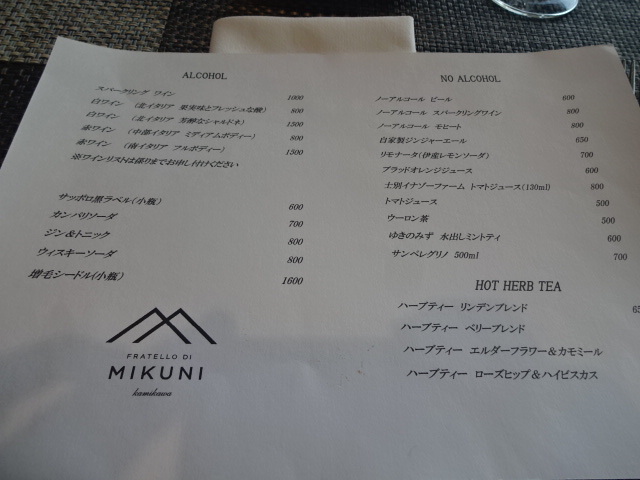 ALCOHOL
スパークリング ワイン 1000
白ワイン (北イタリア 果実味とフレッシュな酸) 800
白ワイン (北イタリア 芳醇なシャルドネ) 1500
赤ワイン (中部イタリア ミディアムボディー) 800
赤ワイン (南イタリア フルボディー) 1500
※ワインリストは係りまでお申し付けください
サッポロ黒ラベル(小瓶) 600
カンパリソーダ 700
ジン&トニック 800
ウィスキーソーダ 800
増毛シードル(小瓶) 1600
FRATELLO DI
MIKUNI
kamikawa
NO ALCOHOL
ノーアルコール ビール 600
ノーアルコール スパークリングワイン 800
ノーアルコール モヒート 800
自家製ジンジャーエール 650
リモナータ(伊産レモンソーダ) 700
ブラッドオレンジジュース 600
士別イナゾーファーム トマトジュース(130ml) 800
トマトジュース 500
ウーロン茶 500
ゆきのみず 水出しミントティ 600
サンペレグリノ 500ml 700
HOT HERB TEA
ハーブティー リンデンブレンド
ハーブティー ベリーブレンド
ハーブティー エルダーフラワー&カモミール
ハーブティー ローズヒップ&ハイビスカス